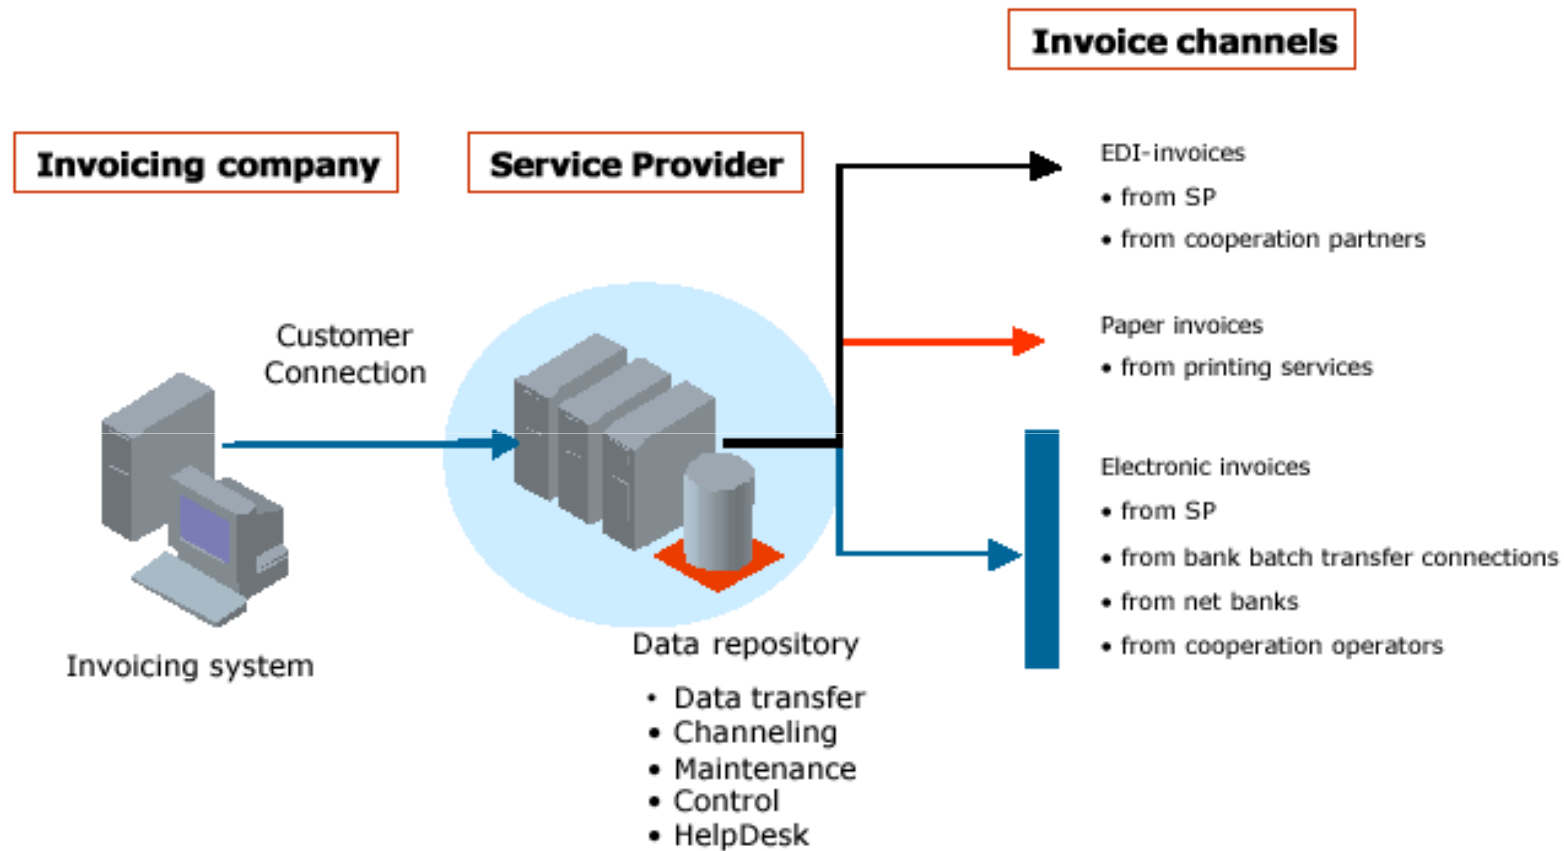 Invoice channels
Invoicing company
Service Provider
Customer
Connection
Invoicing system
Data repository
• Data transfer
• Channeling
• Maintenance
• Control
• HelpDesk
EDI-invoices
• from SP
• from cooperation partners
Paper invoices
• from printing services
Electronic invoices
• from SP
• from bank batch transfer connections
• from net banks
• from cooperation operators